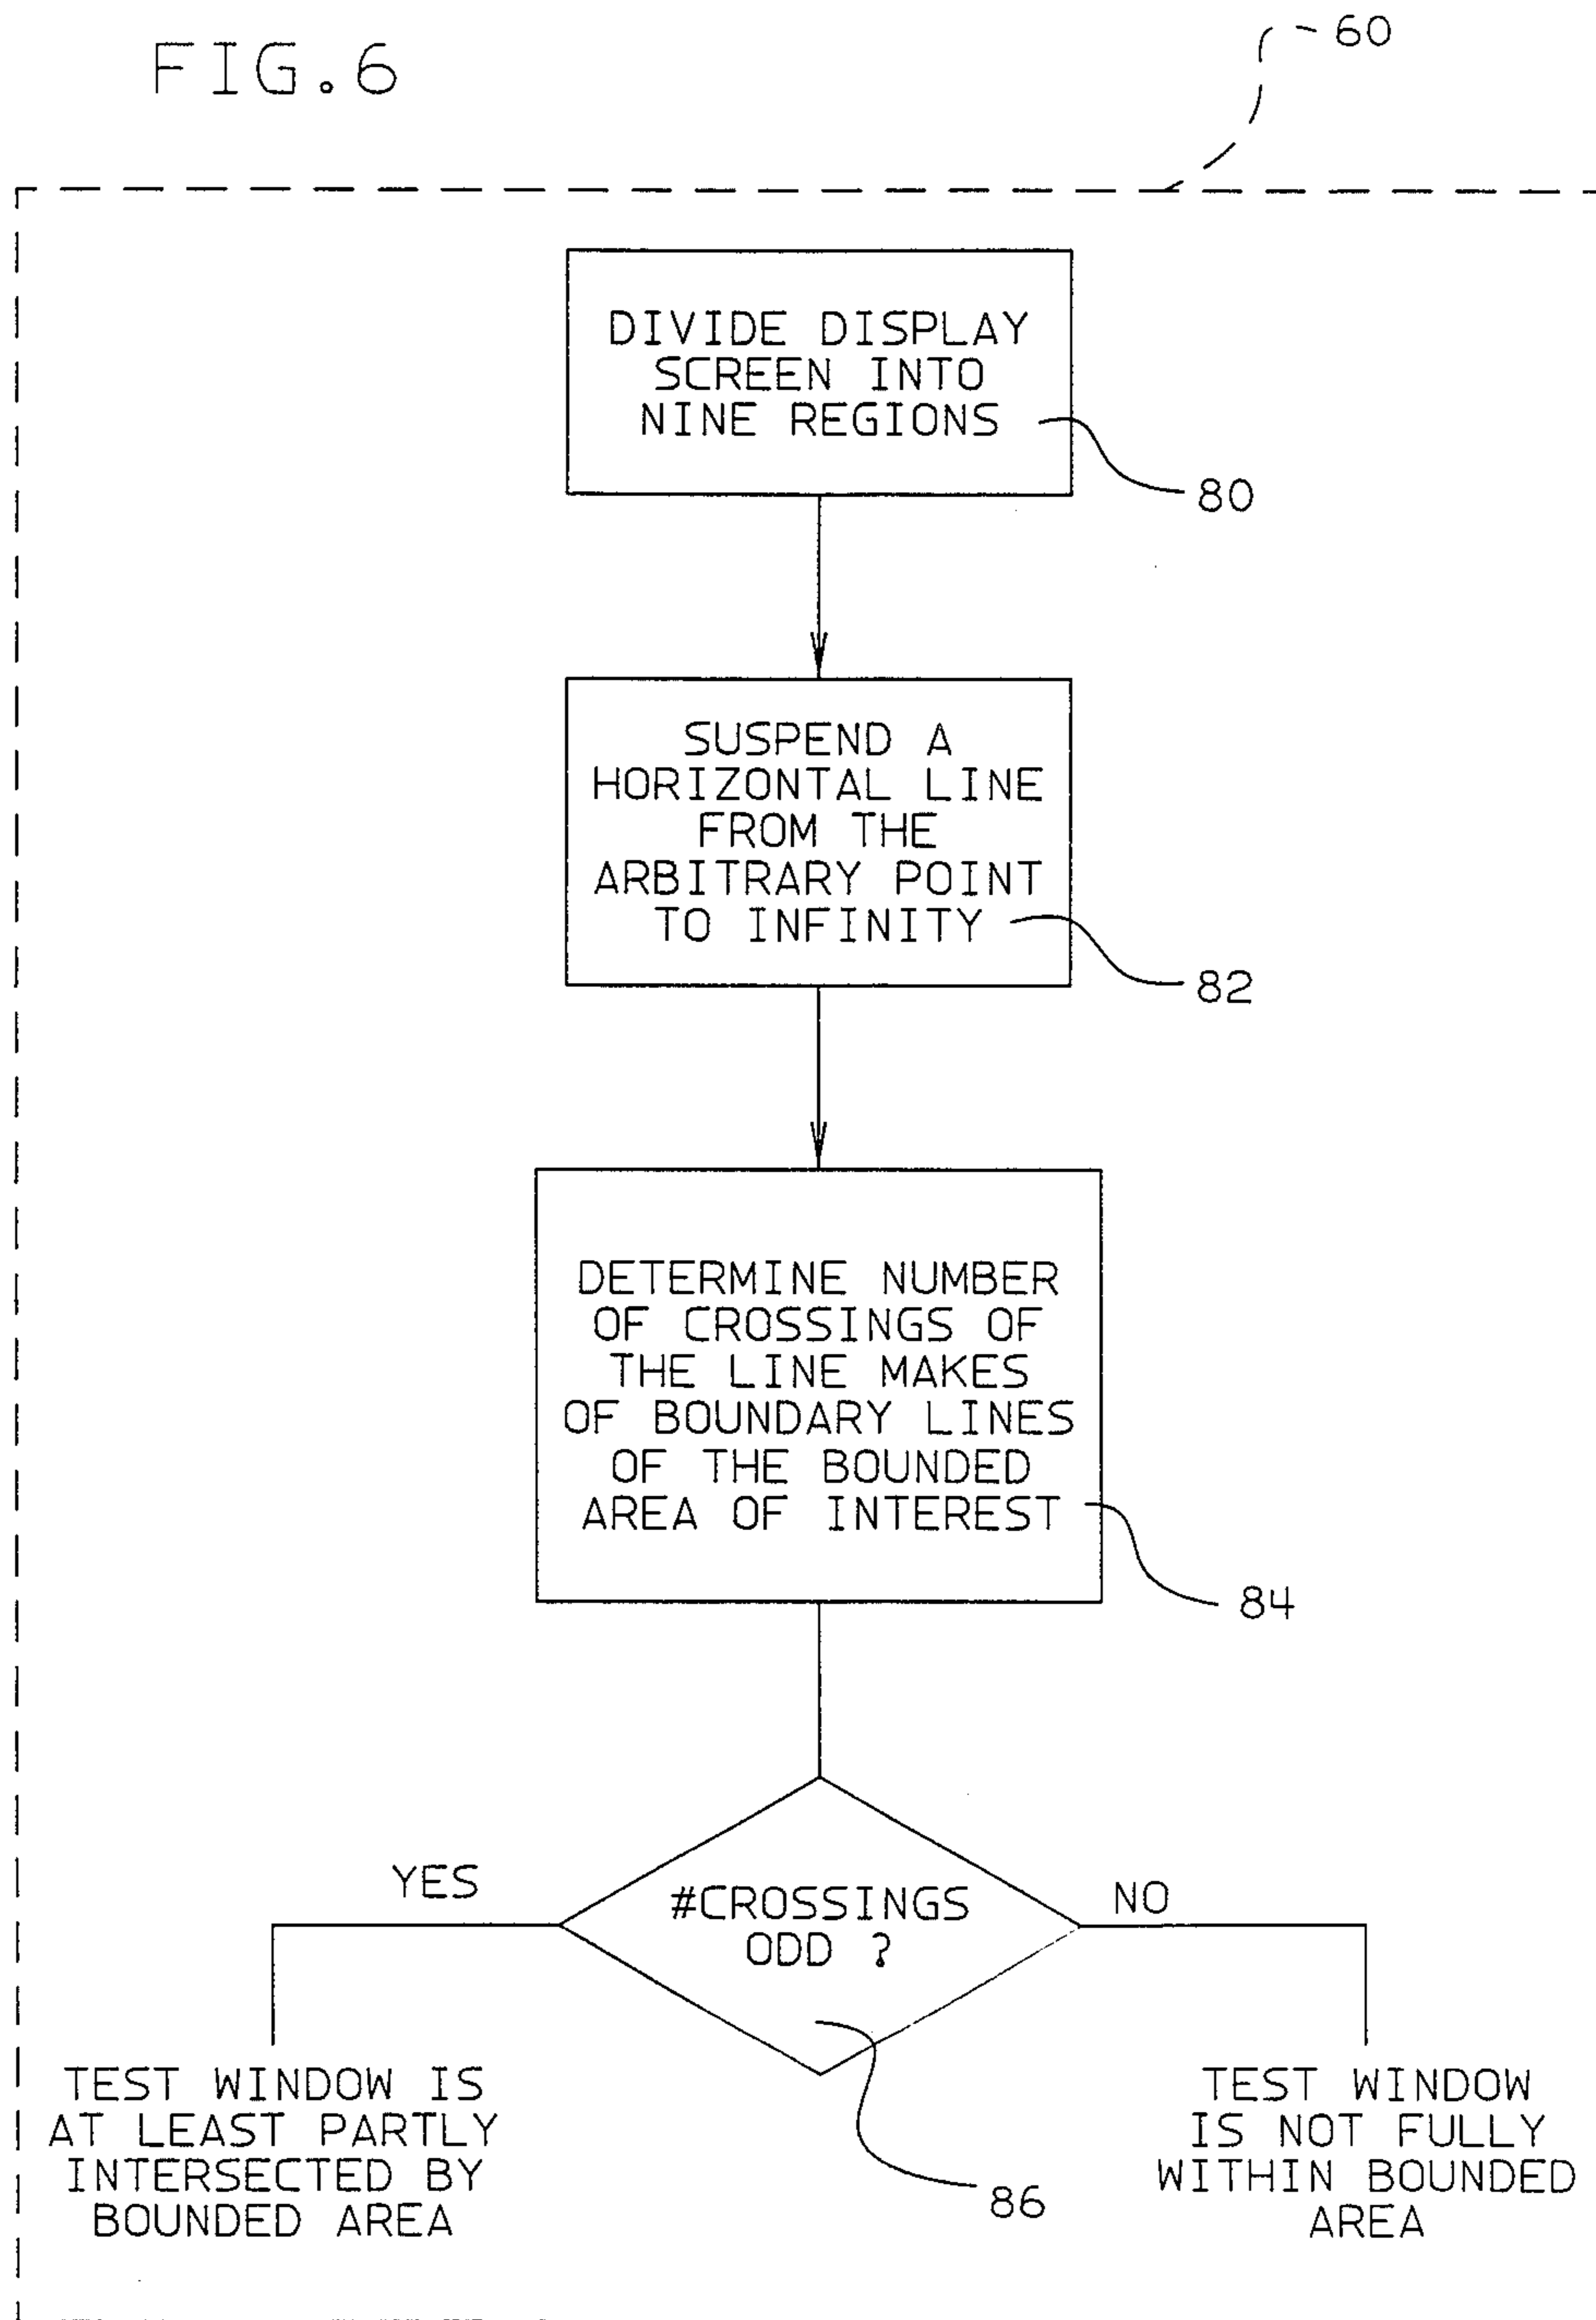 FIG.6
60
DIVIDE DISPLAY
SCREEN INTO
NINE REGIONS
80
SUSPEND A
HORIZONTAL LINE
FROM THE
ARBITRARY POINT
TO INFINITY
82
DETERMINE NUMBER
OF CROSSINGS OF
THE LINE MAKES
OF BOUNDARY LINES
OF THE BOUNDED
AREA OF INTEREST
84
#CROSSINGS
ODD ?
86
YES
NO
TEST WINDOW IS
AT LEAST PARTLY
INTERSECTED BY
BOUNDED AREA
TEST WINDOW
IS NOT FULLY
WITHIN BOUNDED
AREA